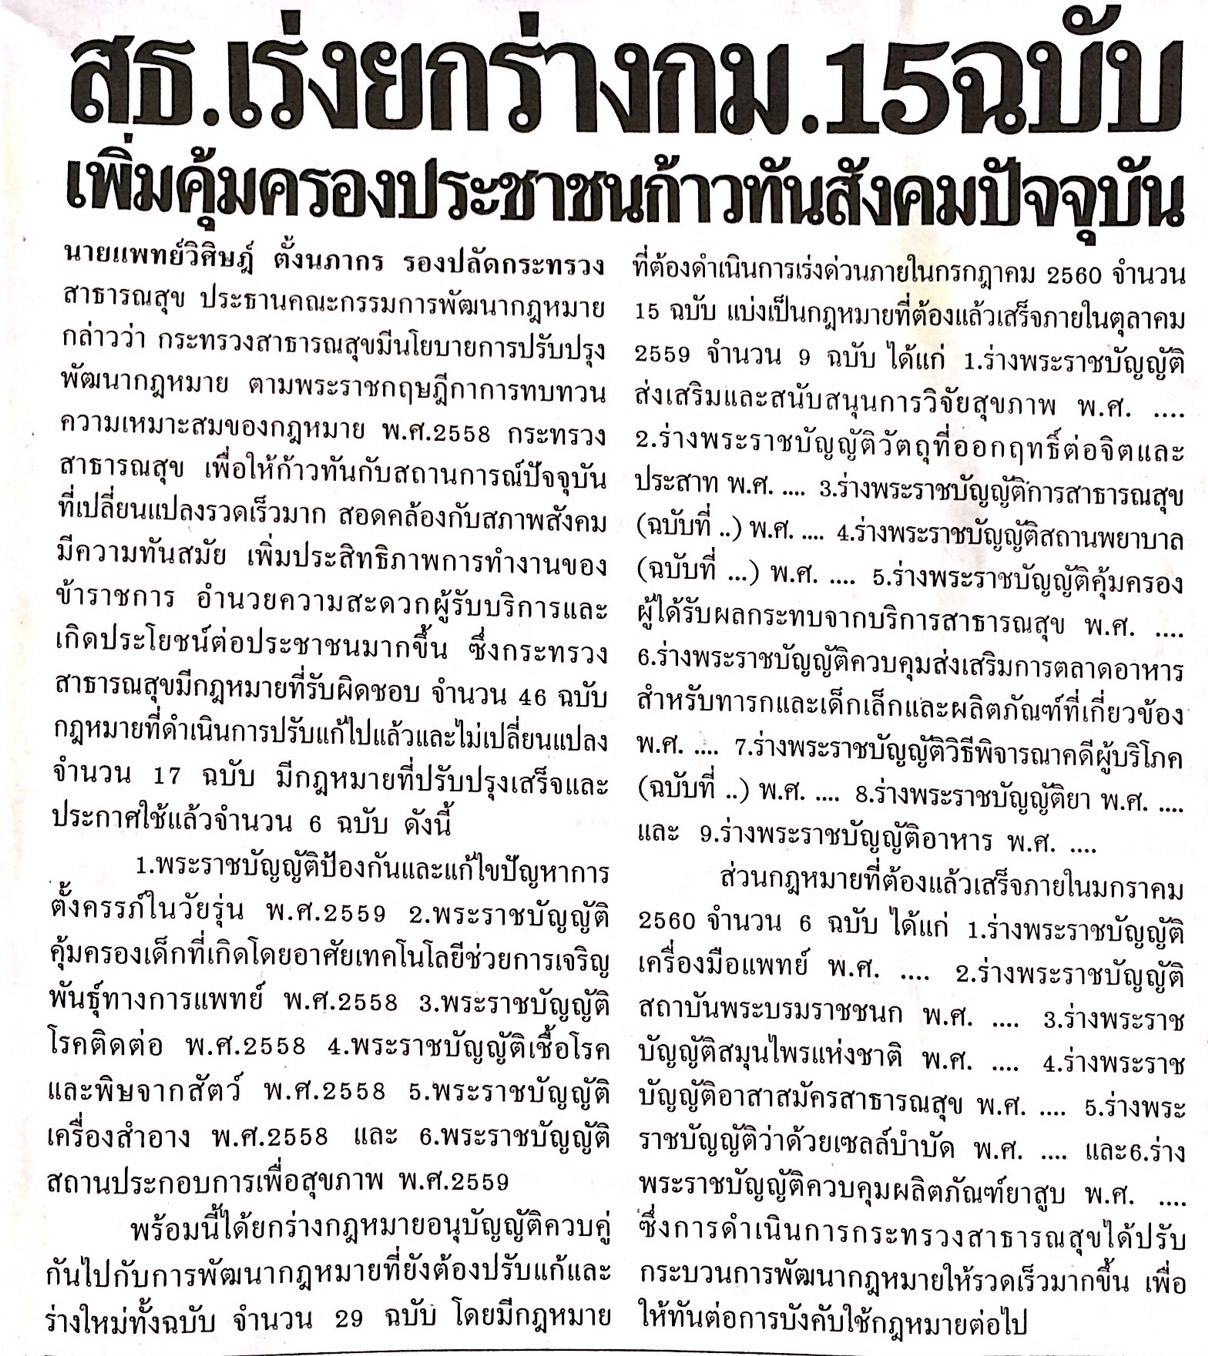 สธ.เร่งยกร่างกม.15ฉบับ
เพิ่มคุ้มครองประชาชนก้าวทันสังคมปัจจุบัน
นายแพทย์วิศิษฎ์ ตั้งนภากร รองปลัดกระทรวง
สาธารณสุข ประธานคณะกรรมการพัฒนากฎหมาย
กล่าวว่า กระทรวงสาธารณสุขมีนโยบายการปรับปรุง
พัฒนากฎหมาย ตามพระราชกฤษฎีกาการทบทวน
ความเหมาะสมของกฎหมาย พ.ศ.2558 กระทรวง
สาธารณสุข เพื่อให้ก้าวทันกับสถานการณ์ปัจจุบัน
ที่เปลี่ยนแปลงรวดเร็วมาก สอดคล้องกับสภาพสังคม
มีความทันสมัย เพิ่มประสิทธิภาพการทำงานของ
ข้าราชการ อำนวยความสะดวกผู้รับบริการและ
เกิดประโยชน์ต่อประชาชนมากขึ้น ซึ่งกระทรวง
สาธารณสุขมีกฎหมายที่รับผิดชอบ จำนวน 46 ฉบับ
กฎหมายที่ดำเนินการปรับแก้ไปแล้วและไม่เปลี่ยนแปลง
จำนวน 17 ฉบับ มีกฎหมายที่ปรับปรุงเสร็จและ
ประกาศใช้แล้วจำนวน 6 ฉบับ ดังนี้
1.พระราชบัญญัติป้องกันและแก้ไขปัญหาการ
ตั้งครรภ์ในวัยรุ่น พ.ศ.2559 2.พระราชบัญญัติ
คุ้มครองเด็กที่เกิดโดยอาศัยเทคโนโลยีช่วยการเจริญ
พันธุ์ทางการแพทย์ พ.ศ.2558 3.พระราชบัญญัติ
โรคติดต่อ พ.ศ.2558 4.พระราชบัญญัติเชื้อโรค
และพิษจากสัตว์ พ.ศ.2558 5.พระราชบัญญัติ
เครื่องสำอาง พ.ศ.2558 และ 6.พระราชบัญญัติ
สถานประกอบการเพื่อสุขภาพ พ.ศ.2559
พร้อมนี้ได้ยกร่างกฎหมายอนุบัญญัติควบคู่
กันไปกับการพัฒนากฎหมายที่ยังต้องปรับแก้และ
ร่างใหม่ทั้งฉบับ จำนวน 29 ฉบับ โดยมีกฎหมาย
ที่ต้องดำเนินการเร่งด่วนภายในกรกฎาคม 2560 จำนวน
15 ฉบับ แบ่งเป็นกฎหมายที่ต้องแล้วเสร็จภายในตุลาคม
2559 จำนวน 9 ฉบับ ได้แก่ 1.ร่างพระราชบัญญัติ
ส่งเสริมและสนับสนุนการวิจัยสุขภาพ พ.ศ. ....
2.ร่างพระราชบัญญัติวัตถุที่ออกฤทธิ์ต่อจิตและ
ประสาท พ.ศ. .... 3.ร่างพระราชบัญญัติการสาธารณสุข
(ฉบับที่ ..) พ.ศ. .... 4.ร่างพระราชบัญญัติสถานพยาบาล
(ฉบับที่ ...) พ.ศ. .... 5.ร่างพระราชบัญญัติคุ้มครอง
ผู้ได้รับผลกระทบจากบริการสาธารณสุข พ.ศ. ....
6.ร่างพระราชบัญญัติควบคุมส่งเสริมการตลาดอาหาร
สำหรับทารกและเด็กเล็กและผลิตภัณฑ์ที่เกี่ยวข้อง
พ.ศ. .... 7.ร่างพระราชบัญญัติวิธีพิจารณาคดีผู้บริโภค
(ฉบับที่ ..) พ.ศ. .... 8.ร่างพระราชบัญญัติยา พ.ศ. ....
และ 9.ร่างพระราชบัญญัติอาหาร พ.ศ. ....
ส่วนกฎหมายที่ต้องแล้วเสร็จภายในมกราคม
2560 จำนวน 6 ฉบับ ได้แก่ 1.ร่างพระราชบัญญัติ
เครื่องมือแพทย์ พ.ศ. .... 2.ร่างพระราชบัญญัติ
สถาบันพระบรมราชชนก พ.ศ. .... 3.ร่างพระราช
บัญญัติสมุนไพรแห่งชาติ พ.ศ. .... 4.ร่างพระราช
บัญญัติอาสาสมัครสาธารณสุข พ.ศ. .... 5.ร่างพระ
ราชบัญญัติว่าด้วยเซลล์บำบัด พ.ศ. .... และ6.ร่าง
พระราชบัญญัติควบคุมผลิตภัณฑ์ยาสูบ พ.ศ. ....
ซึ่งการดำเนินการกระทรวงสาธารณสุขได้ปรับ
กระบวนการพัฒนากฎหมายให้รวดเร็วมากขึ้น เพื่อ
ให้ทันต่อการบังคับใช้กฎหมายต่อไป